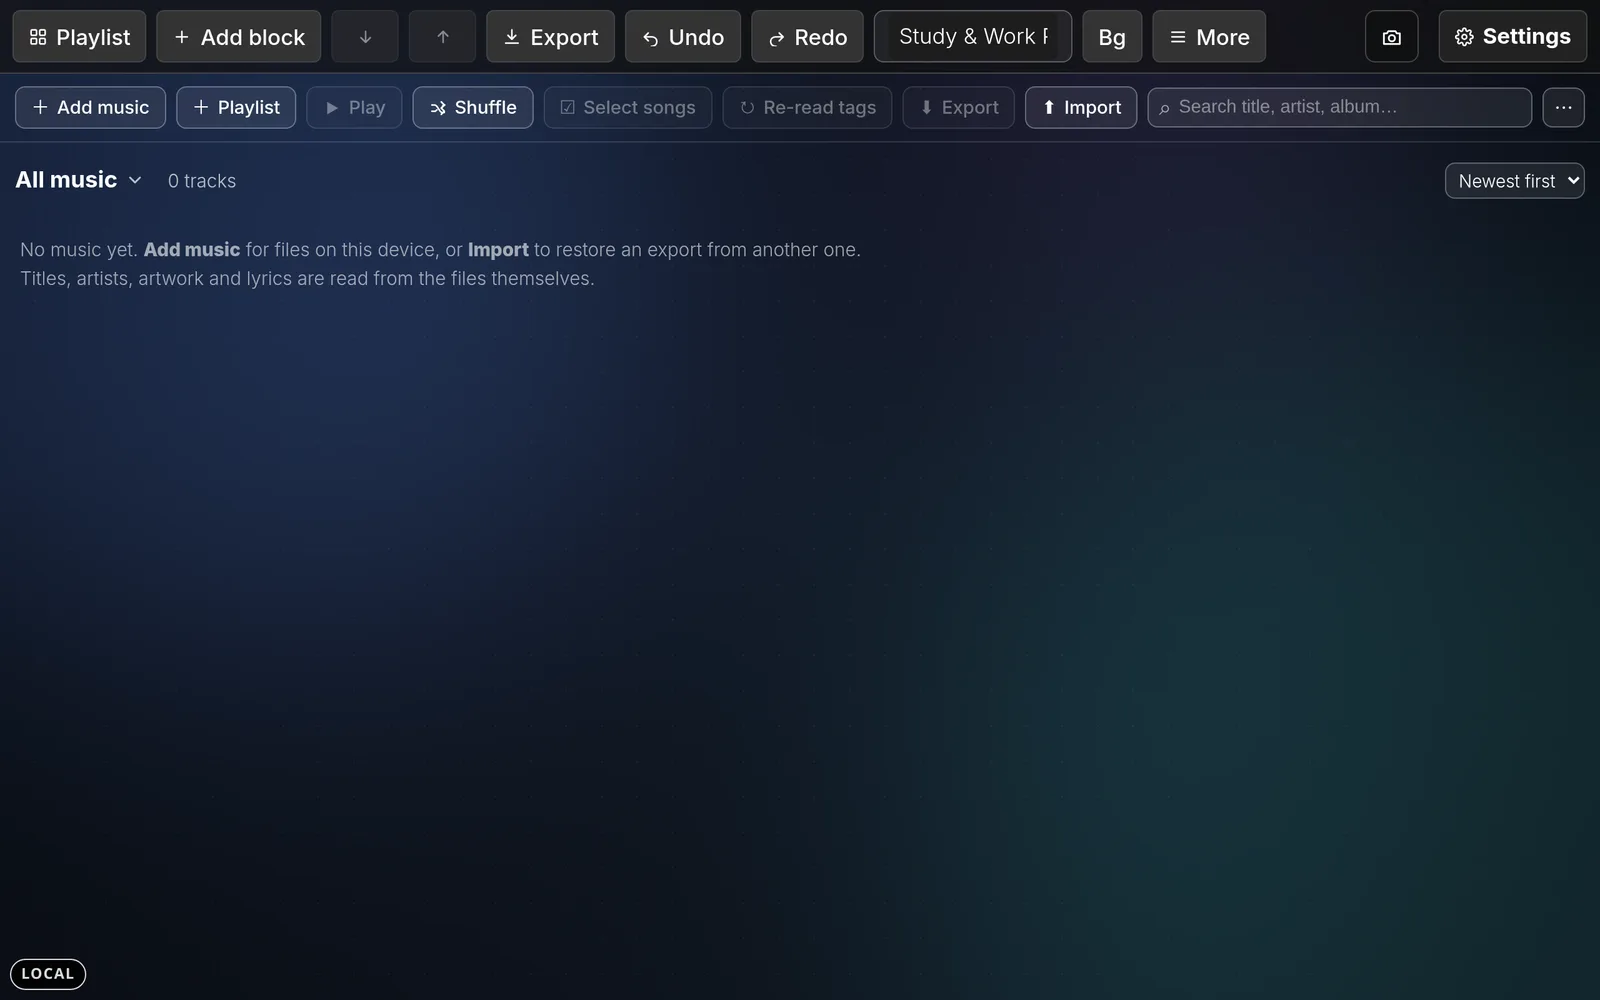 Playlist
Add block
Export
Undo
Redo
Study & Work
Bg
More
Settings
Add music
Playlist
Play
Shuffle
Select songs
Re-read tags
Export
Import
Search title, artist, album…
All music
0 tracks
Newest first
No music yet. Add music for files on this device, or Import to restore an export from another one.
Titles, artists, artwork and lyrics are read from the files themselves.
LOCAL